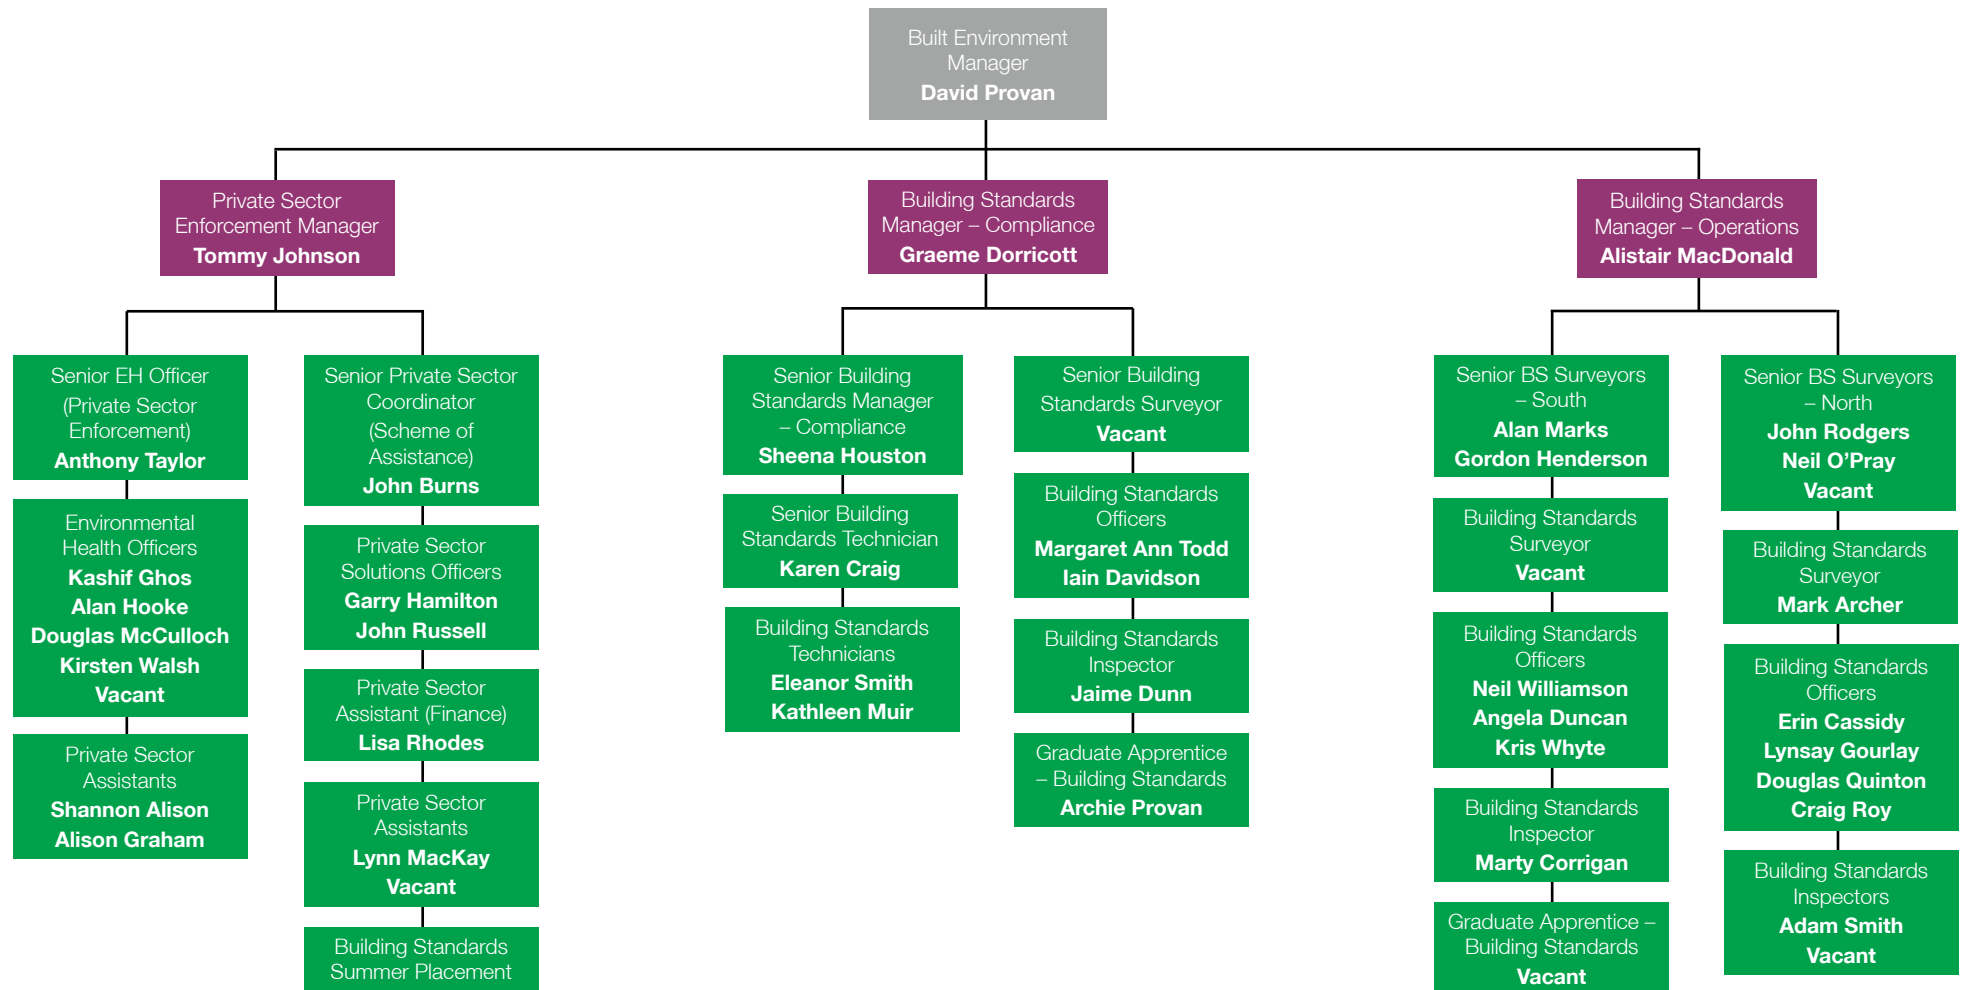 Built Environment
Manager
David Provan
Private Sector
Enforcement Manager
Tommy Johnson
Building Standards
Manager – Compliance
Graeme Dorricott
Building Standards
Manager – Operations
Alistair MacDonald
Senior EH Officer
(Private Sector
Enforcement)
Anthony Taylor
Environmental
Health Officers
Kashif Ghos
Alan Hooke
Douglas McCulloch
Kirsten Walsh
Vacant
Private Sector
Assistants
Shannon Alison
Alison Graham
Senior Private Sector
Coordinator
(Scheme of
Assistance)
John Burns
Private Sector
Solutions Officers
Garry Hamilton
John Russell
Private Sector
Assistant (Finance)
Lisa Rhodes
Private Sector
Assistants
Lynn MacKay
Vacant
Building Standards
Summer Placement
Senior Building
Standards Manager
– Compliance
Sheena Houston
Senior Building
Standards Technician
Karen Craig
Building Standards
Technicians
Eleanor Smith
Kathleen Muir
Senior Building
Standards Surveyor
Vacant
Building Standards
Officers
Margaret Ann Todd
Iain Davidson
Building Standards
Inspector
Jaime Dunn
Graduate Apprentice
– Building Standards
Archie Provan
Senior BS Surveyors
– South
Alan Marks
Gordon Henderson
Building Standards
Surveyor
Vacant
Building Standards
Officers
Neil Williamson
Angela Duncan
Kris Whyte
Building Standards
Inspector
Marty Corrigan
Graduate Apprentice –
Building Standards
Vacant
Senior BS Surveyors
– North
John Rodgers
Neil O’Pray
Vacant
Building Standards
Surveyor
Mark Archer
Building Standards
Officers
Erin Cassidy
Lynsay Gourlay
Douglas Quinton
Craig Roy
Building Standards
Inspectors
Adam Smith
Vacant